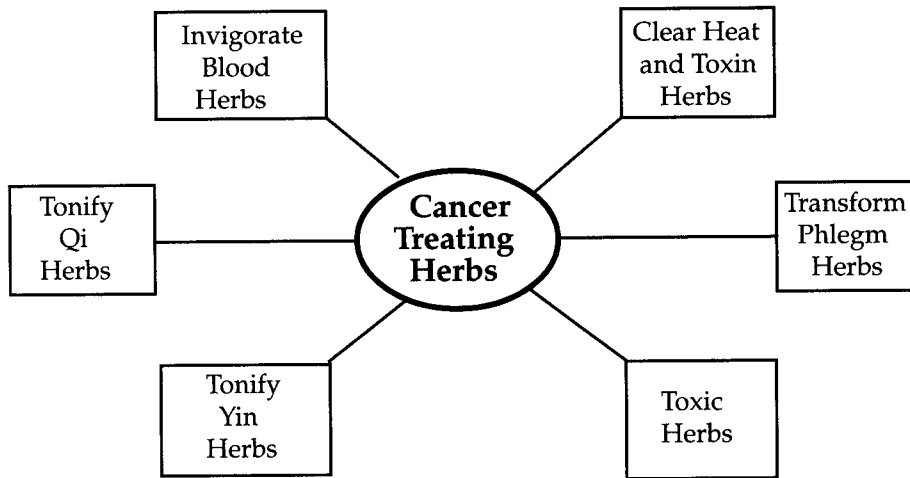 Invigorate
Blood
Herbs
Clear Heat
and Toxin
Herbs
Tonify
Qi
Herbs
Cancer
Treating
Herbs
Transform
Phlegm
Herbs
Tonify
Yin
Herbs
Toxic
Herbs